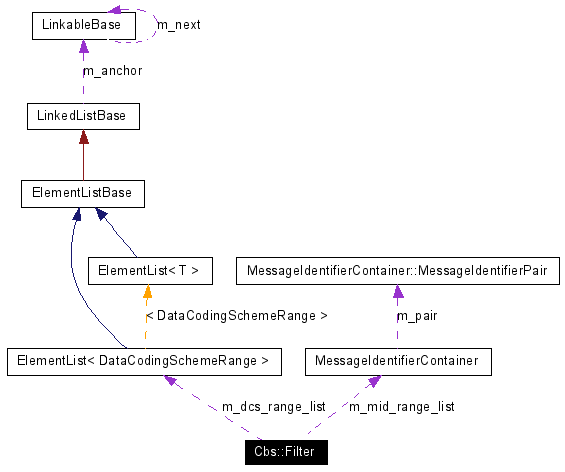 LinkableBase
m_next
m_anchor
LinkedListBase
ElementListBase
ElementList< T >
MessageIdentifierContainer::MessageIdentifierPair
< DataCodingSchemeRange >
m_pair
ElementList< DataCodingSchemeRange >
MessageIdentifierContainer
m_dcs_range_list
m_mid_range_list
Cbs::Filter